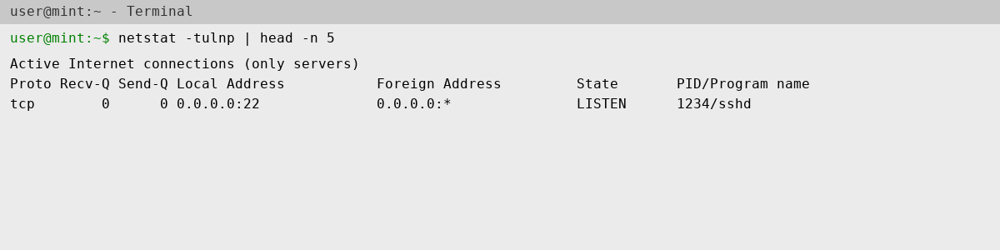 user@mint:~ - Terminal
user@mint:~$ netstat -tulnp | head -n 5
Active Internet connections (only servers)
Proto Recv-Q Send-Q Local Address           Foreign Address         State       PID/Program name
tcp        0      0 0.0.0.0:22              0.0.0.0:*               LISTEN      1234/sshd